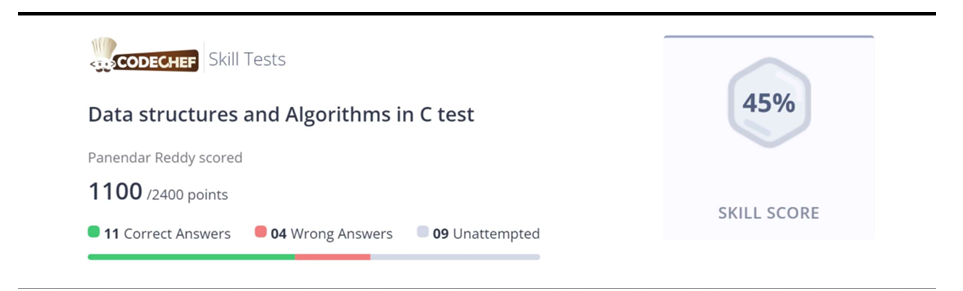 CODECHEF Skill Tests
Data structures and Algorithms in C test
Panendar Reddy scored
1100 /2400 points
11 Correct Answers 04 Wrong Answers 09 Unattempted
45%
SKILL SCORE